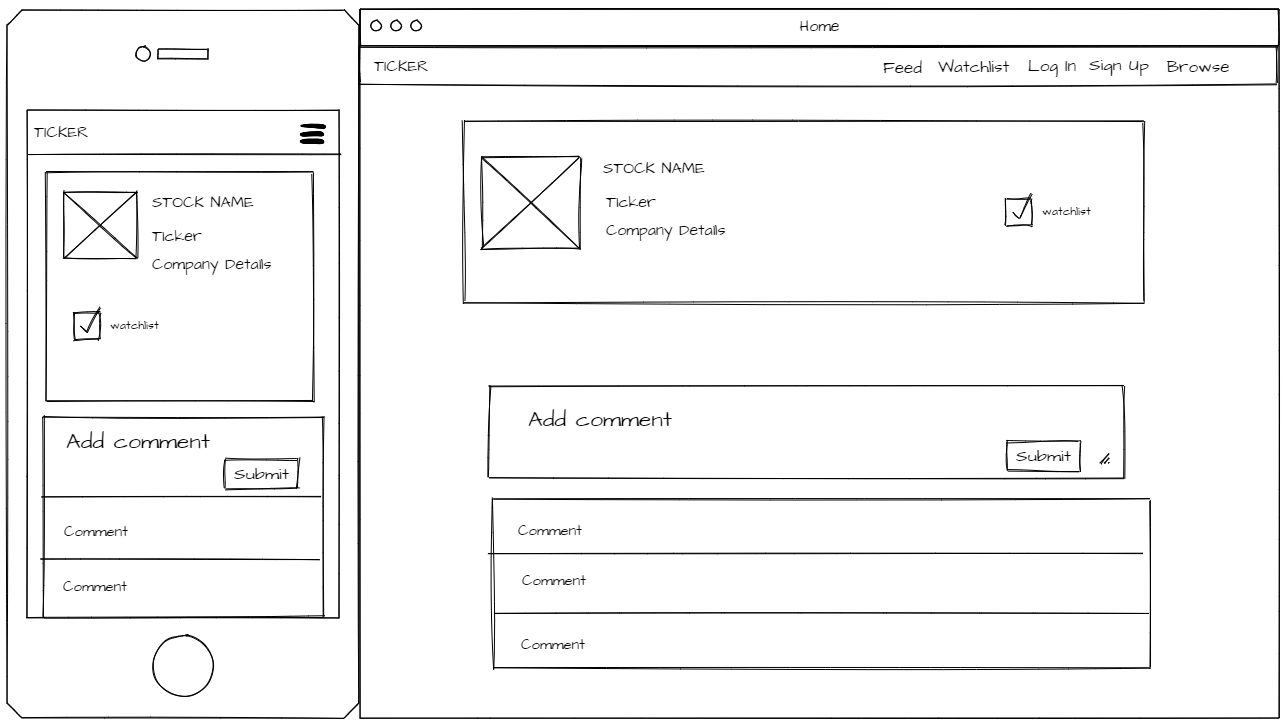 TICKER
STOCK NAME
Ticker
Company Details
watchlist
Add comment
Submit
Comment
Comment
Home
TICKER Feed Watchlist Log In Sign Up Browse
STOCK NAME
Ticker
Company Details
watchlist
Add comment
Submit
Comment
Comment
Comment